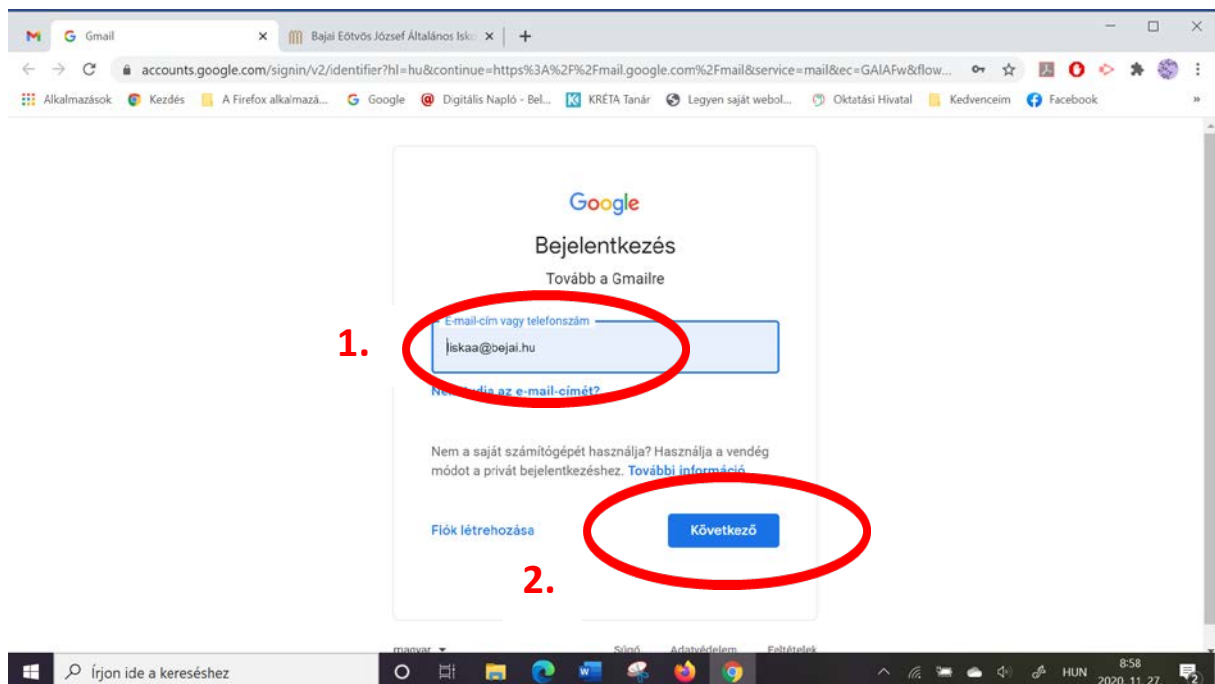 Gmail
Bajai Eötvös József Általános Isko
accounts.google.com/signin/v2/identifier?hl=hu&continue=https%3A%2F%2Fmail.google.com%2Fmail&service=mail&ec=GAlAFw&flow...
Alkalmazások Kezdés A Firefox alkalmazá... Google Digitális Napló - Bel... KRÉTA Tanár Legyen saját webol... Oktatási Hivatal Kedvenceim Facebook »
Google
Bejelentkezés
Tovább a Gmailre
E-mail-cím vagy telefonszám
1.
liskaa@bejai.hu
az e-mail-címét?
Nem a saját számítógépét használja? Használja a vendég
módot a privát bejelentkezéshez. További információ
Fiók létrehozása Következő
2.
magyar Súgó Adatvédelem Feltételek
Írjon ide a kereséshez
HUN
8:58
2020. 11. 27.
2